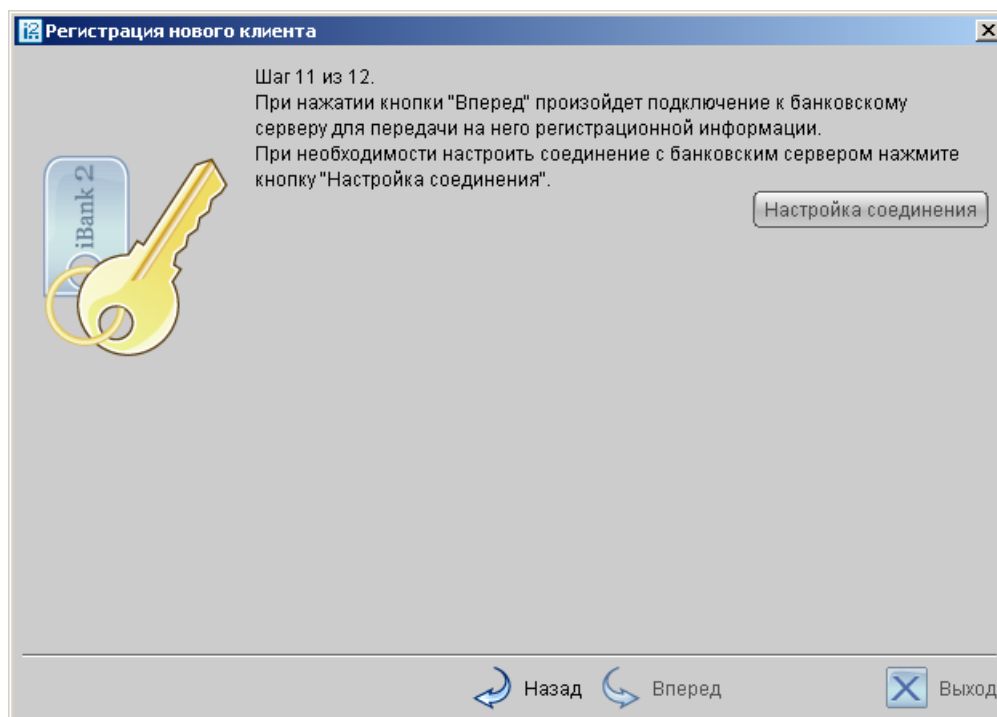 Регистрация нового клиента
Шаг 11 из 12.
При нажатии кнопки "Вперед" произойдет подключение к банковскому
серверу для передачи на него регистрационной информации.
При необходимости настроить соединение с банковским сервером нажмите
кнопку "Настройка соединения".
iBank 2
Настройка соединения
Назад
Вперед
Выход